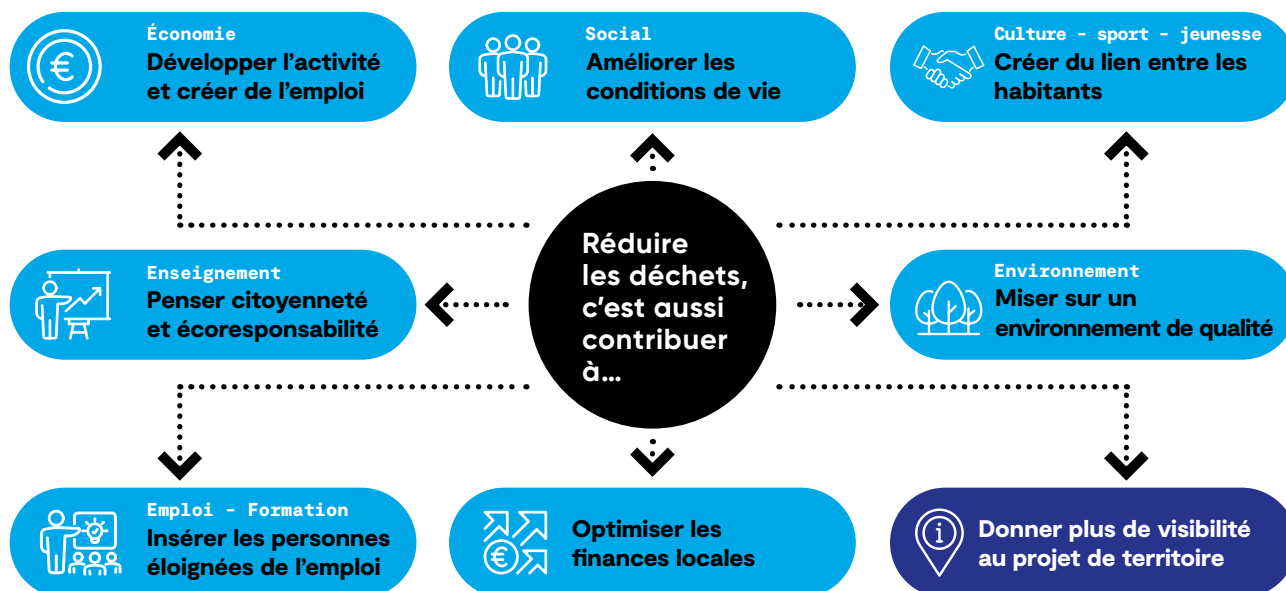 Économie
Développer l’activité
et créer de l’emploi
Social
Améliorer les
conditions de vie
Culture - sport - jeunesse
Créer du lien entre les
habitants
Enseignement
Penser citoyenneté
et écoresponsabilité
Réduire
les déchets,
c’est aussi
contribuer
à…
Environnement
Miser sur un
environnement de qualité
Emploi - Formation
Insérer les personnes
éloignées de l’emploi
Optimiser les
finances locales
Donner plus de visibilité
au projet de territoire